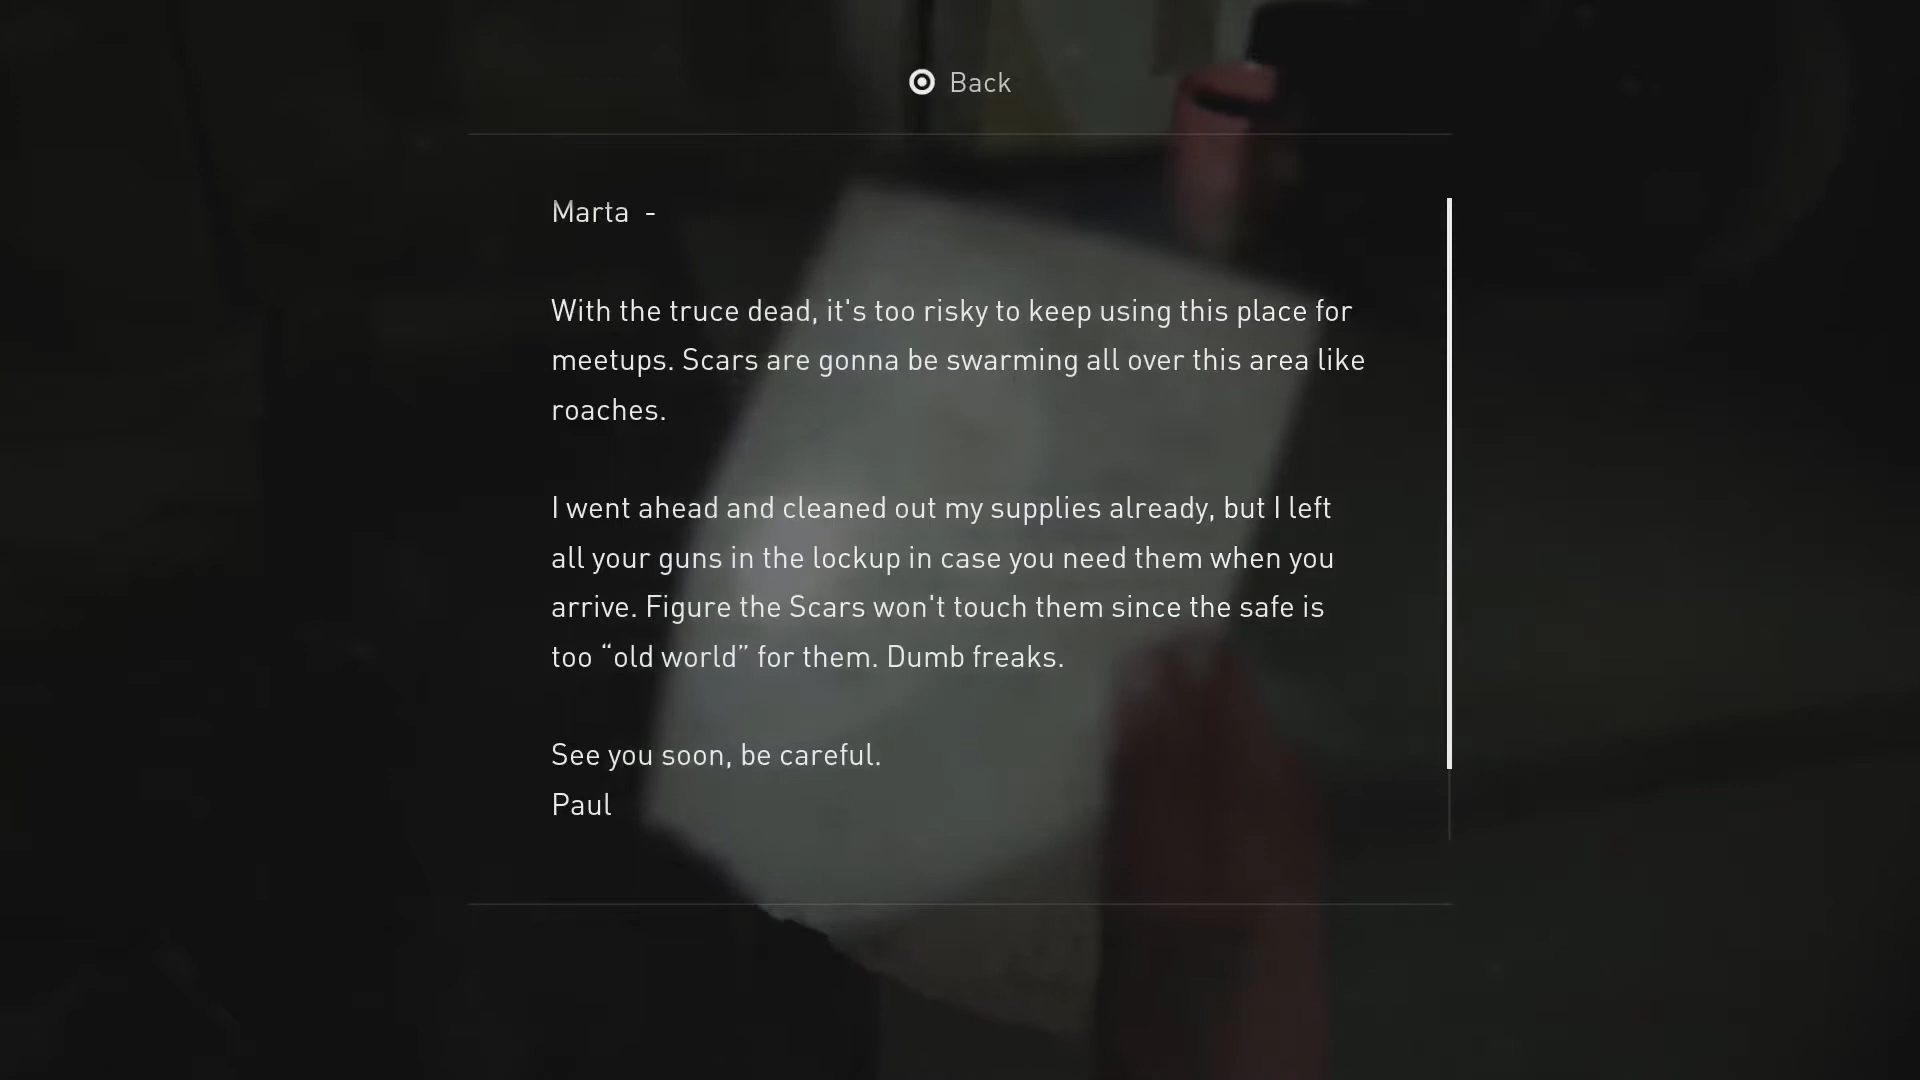 Back
Marta -
With the truce dead, it's too risky to keep using this place for
meetups. Scars are gonna be swarming all over this area like
roaches.
I went ahead and cleaned out my supplies already, but I left
all your guns in the lockup in case you need them when you
arrive. Figure the Scars won't touch them since the safe is
too “old world” for them. Dumb freaks.
See you soon, be careful.
Paul